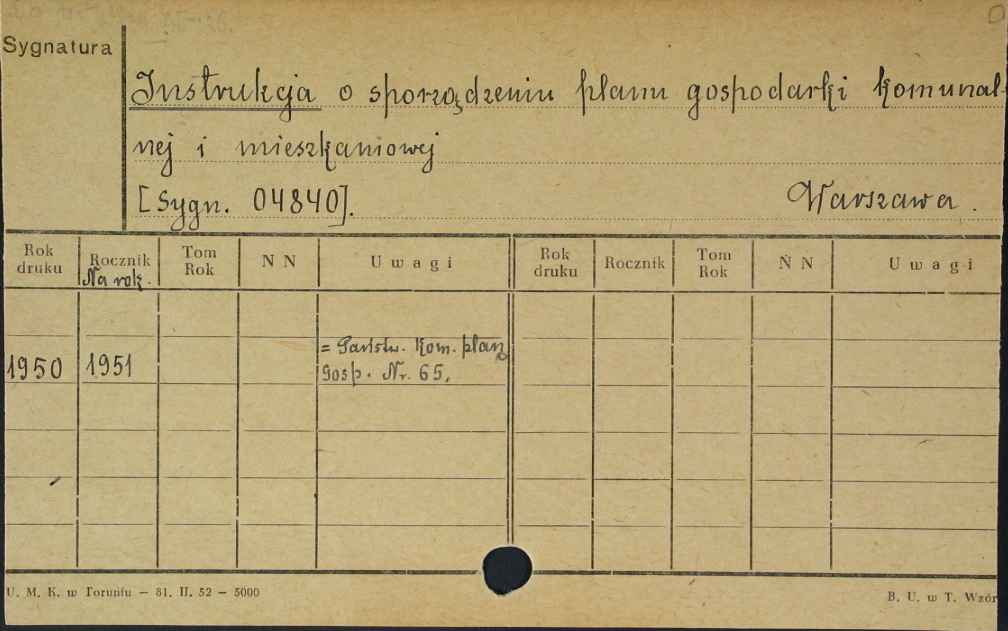 Sygnatura
Instrukcja o sporządzeniu planu gospodarki komunal-
nej i mieszkaniowej
[Sygn. 04840]. Warszawa.
Rok druku Rocznik Tom Rok N N Uwagi Rok druku Rocznik Tom Rok N N Uwagi
Na rok.
= Państw. Kom. plan.
1950 1951 Gosp. Nr. 65.
U. M. K. w Toruniu – 81. II. 52 – 5000 B. U. w T. Wzór